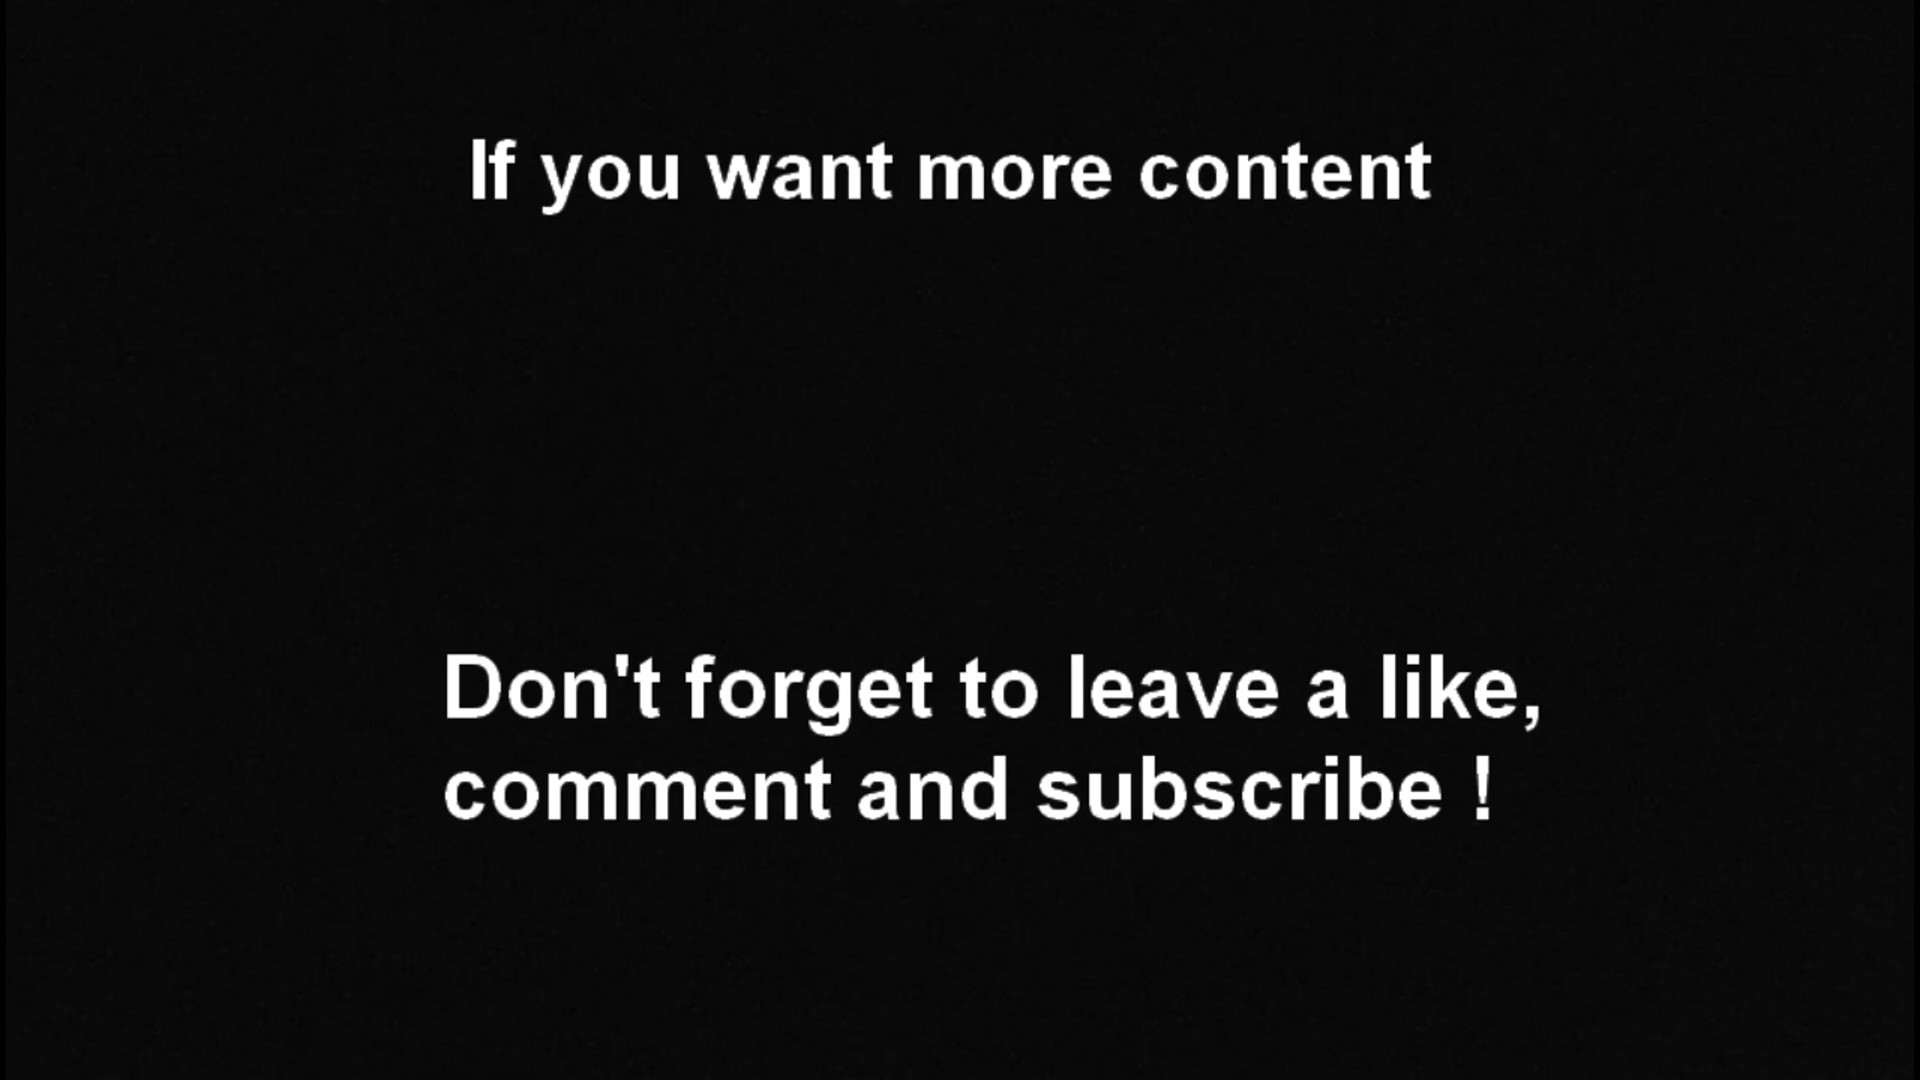 If you want more content
Don't forget to leave a like,
comment and subscribe !